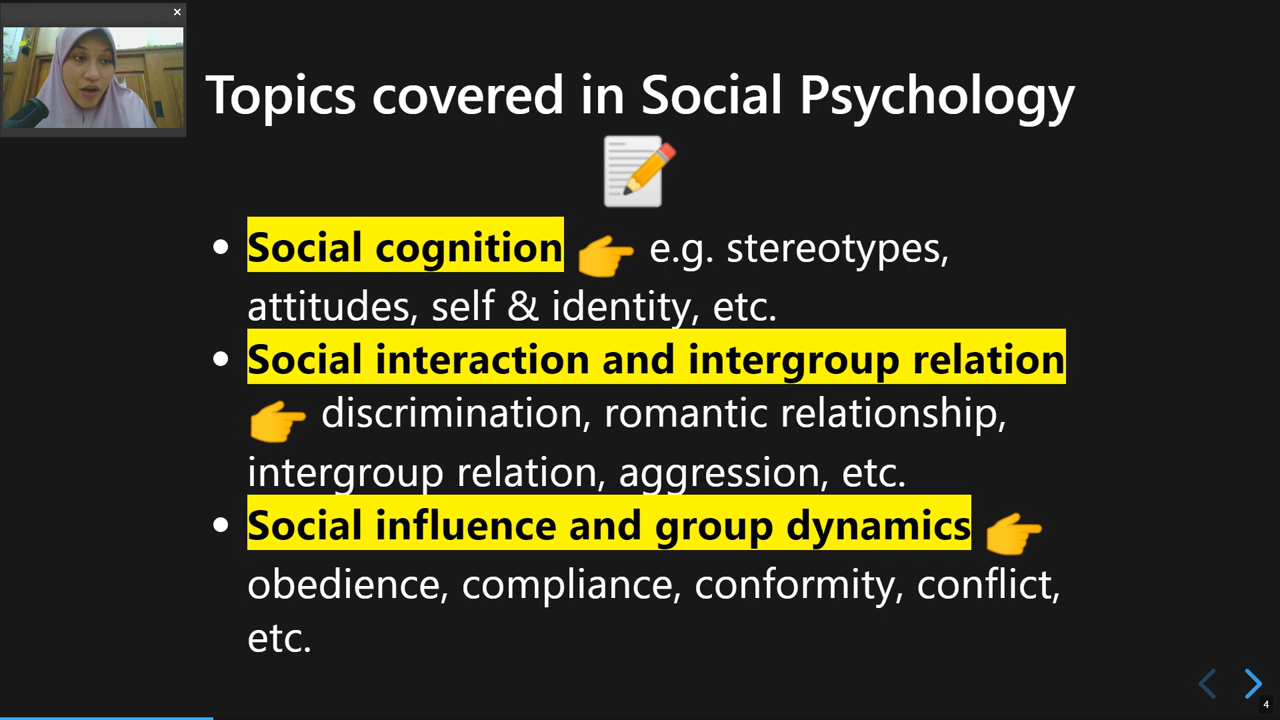 Topics covered in Social Psychology
Social cognition 👉 e.g. stereotypes,
attitudes, self & identity, etc.
Social interaction and intergroup relation
👉 discrimination, romantic relationship,
intergroup relation, aggression, etc.
Social influence and group dynamics 👉
obedience, compliance, conformity, conflict,
etc.
4